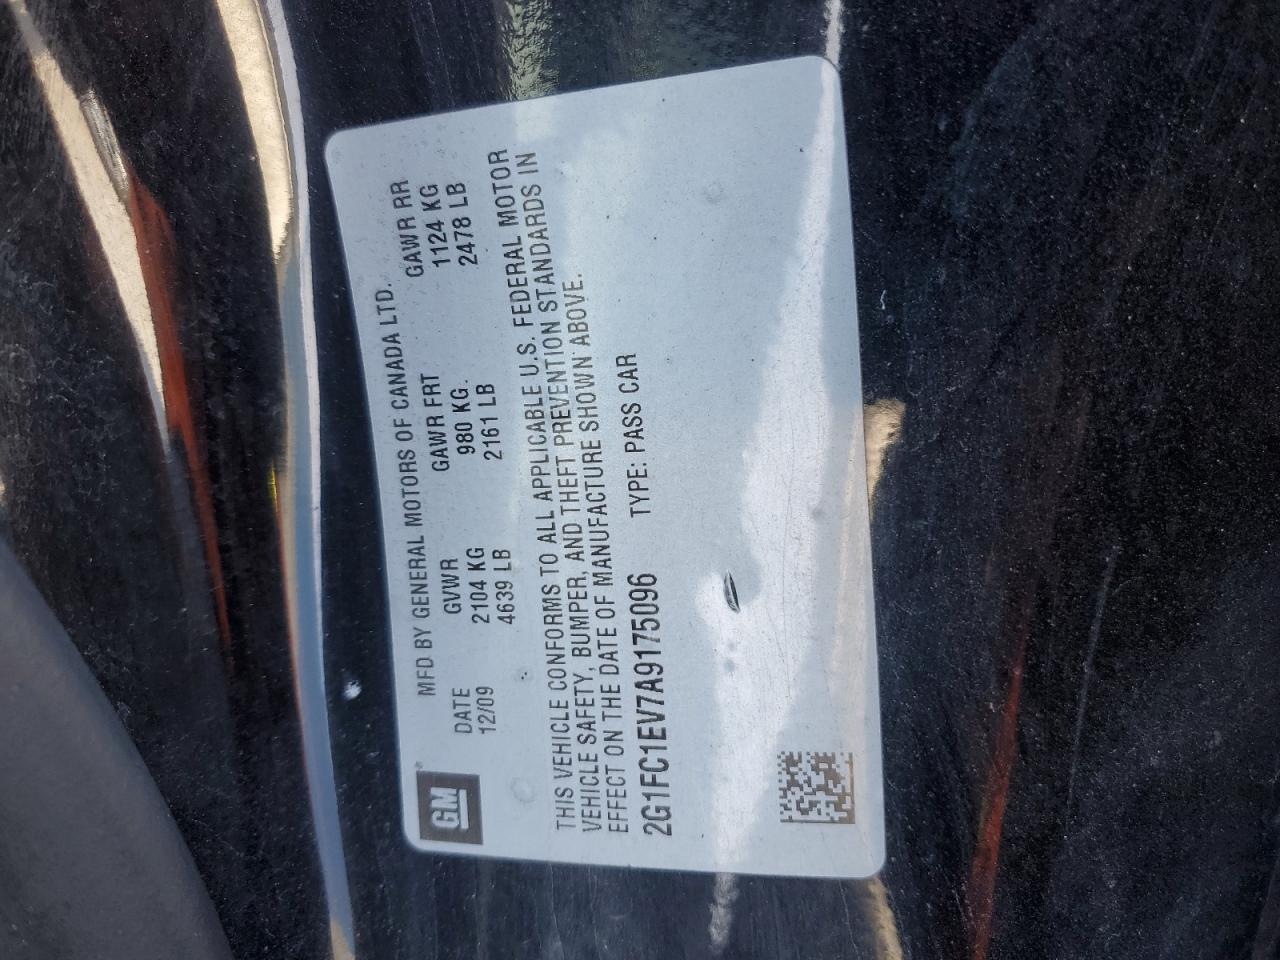 GM
MFD BY GENERAL MOTORS OF CANADA LTD.
DATE GVWR GAWR FRT GAWR RR
12/09 2104 KG 980 KG. 1124 KG
4639 LB 2161 LB 2478 LB
THIS VEHICLE CONFORMS TO ALL APPLICABLE U.S. FEDERAL MOTOR
VEHICLE SAFETY, BUMPER, AND THEFT PREVENTION STANDARDS IN
EFFECT ON THE DATE OF MANUFACTURE SHOWN ABOVE.
2G1FC1EV7A9175096 TYPE: PASS CAR